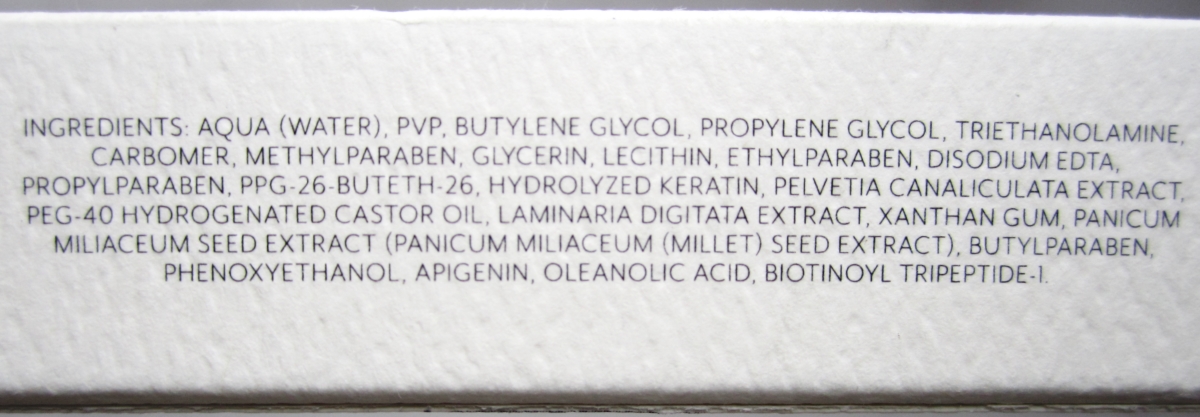 INGREDIENTS: AQUA (WATER), PVP, BUTYLENE GLYCOL, PROPYLENE GLYCOL, TRIETHANOLAMINE,
CARBOMER, METHYLPARABEN, GLYCERIN, LECITHIN, ETHYLPARABEN, DISODIUM EDTA,
PROPYLPARABEN, PPG-26-BUTETH-26, HYDROLYZED KERATIN, PELVETIA CANALICULATA EXTRACT,
PEG-40 HYDROGENATED CASTOR OIL, LAMINARIA DIGITATA EXTRACT, XANTHAN GUM, PANICUM
MILIACEUM SEED EXTRACT (PANICUM MILIACEUM (MILLET) SEED EXTRACT), BUTYLPARABEN,
PHENOXYETHANOL, APIGENIN, OLEANOLIC ACID, BIOTINOYL TRIPEPTIDE-1.